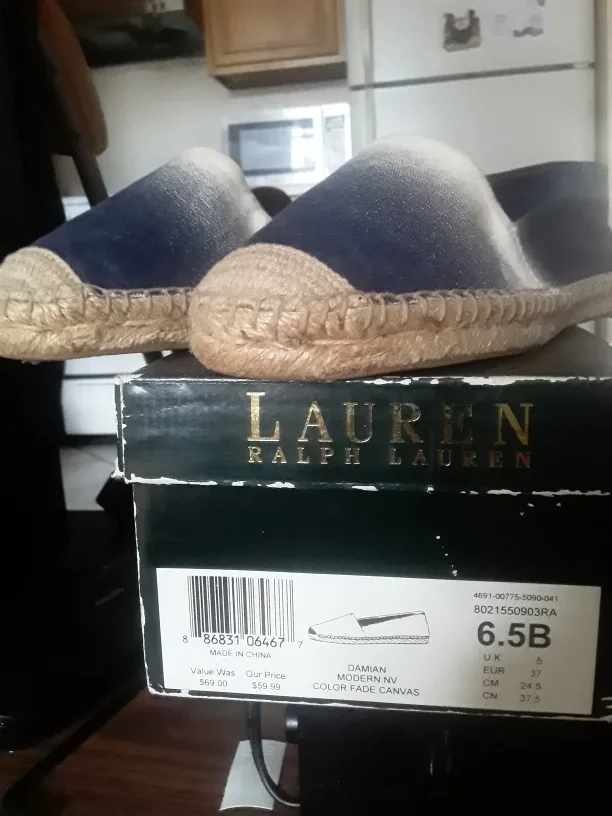 LAUREN
RALPH LAUREN
4691-00775-5090-041
8021550903RA
6.5B
8 86831 06467 7
MADE IN CHINA
Value Was Our Price
$69.00 $59.99
DAMIAN
MODERN NV
COLOR FADE CANVAS
UK 5
EUR 37
CM 24.5
CN 37.5